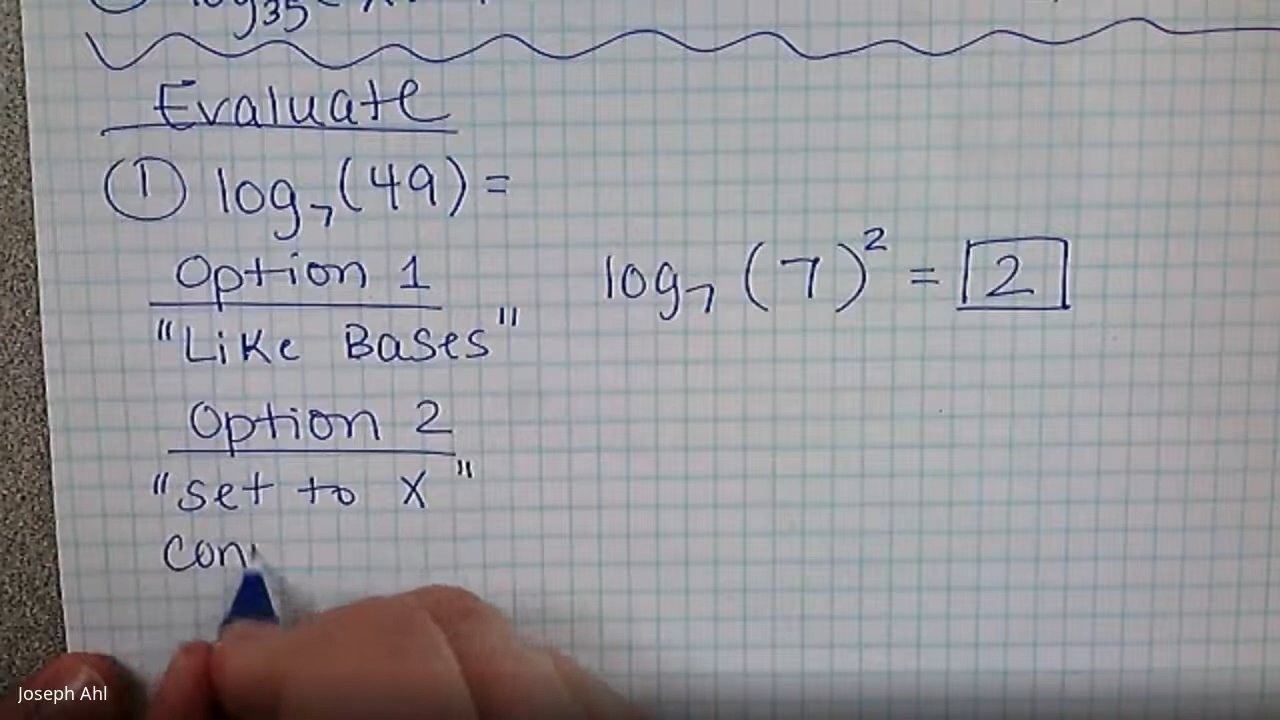 log₃₅
Evaluate
① log₇(49) =
Option 1
"Like Bases"
log₇ (7)² = 2
Option 2
"set to x"
Con
Joseph Ahl